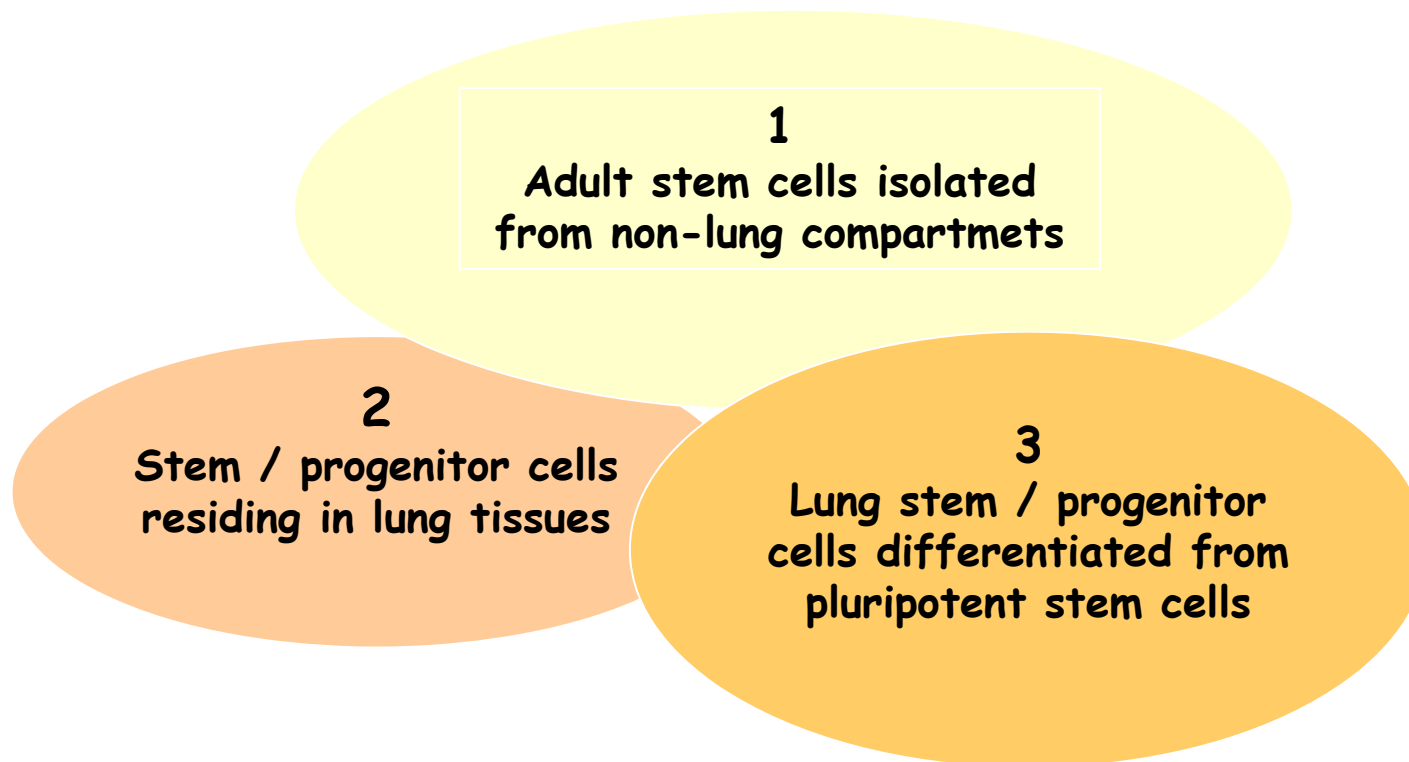 1
Adult stem cells isolated
from non-lung compartmets
2
Stem / progenitor cells
residing in lung tissues
3
Lung stem / progenitor
cells differentiated from
pluripotent stem cells